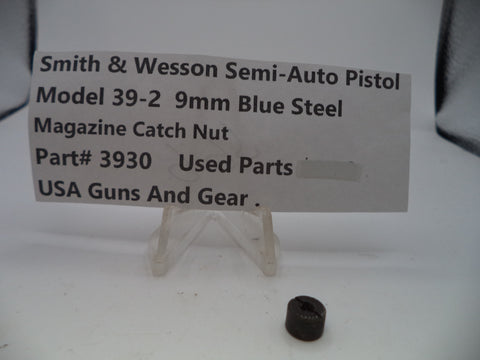 Smith & Wesson Semi-Auto Pistol
Model 39-2 9mm Blue Steel
Magazine Catch Nut
Part# 3930 Used Parts
USA Guns And Gear .